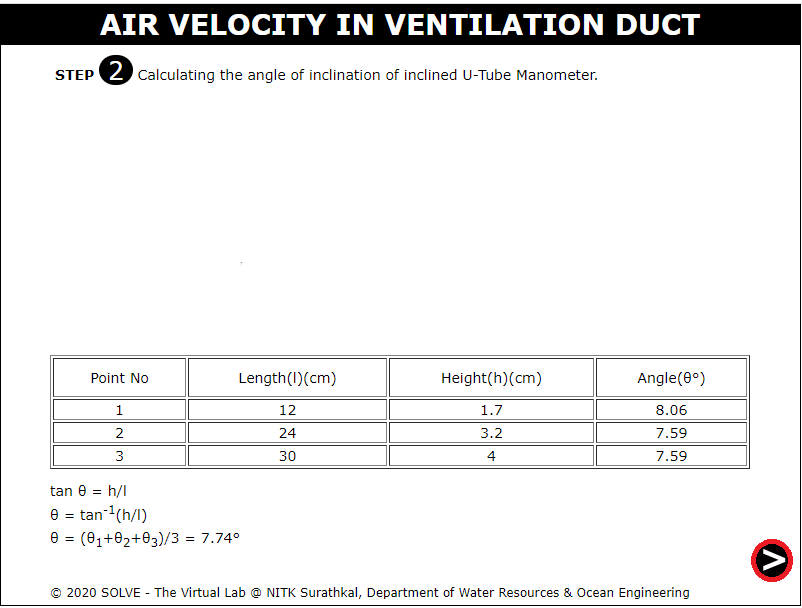 AIR VELOCITY IN VENTILATION DUCT
STEP 2 Calculating the angle of inclination of inclined U-Tube Manometer.
Point No Length(l)(cm) Height(h)(cm) Angle(θ°)
1 12 1.7 8.06
2 24 3.2 7.59
3 30 4 7.59
tan θ = h/l
θ = tan⁻¹(h/l)
θ = (θ₁+θ₂+θ₃)/3 = 7.74°
>
© 2020 SOLVE - The Virtual Lab @ NITK Surathkal, Department of Water Resources & Ocean Engineering